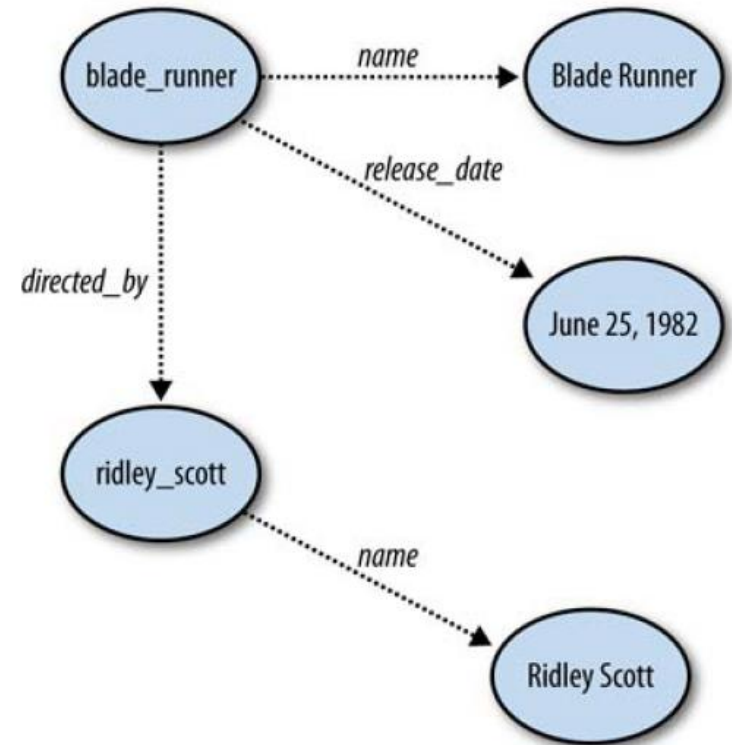 blade_runner
name
Blade Runner
release_date
directed_by
June 25, 1982
ridley_scott
name
Ridley Scott